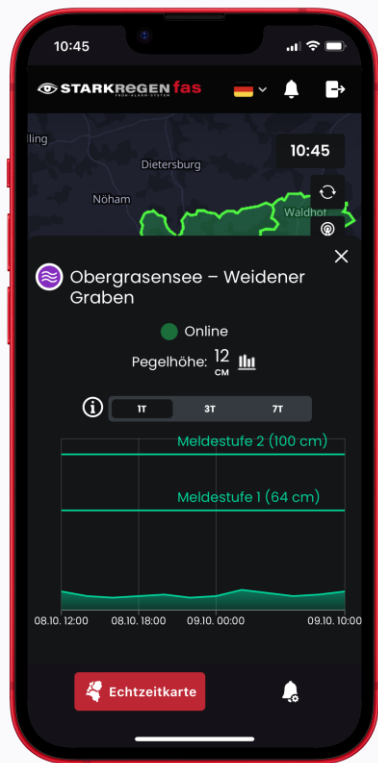 10:45
STARKREGEN fas
FRÜH-ALARM-SYSTEM
lling
Dietersburg
10:45
Nöham
Waldhof
Obergrasensee – Weidener
Graben
Online
Pegelhöhe: 12
CM
1T 3T 7T
Meldestufe 2 (100 cm)
Meldestufe 1 (64 cm)
08.10. 12:00 08.10. 18:00 09.10. 00:00 09.10. 10:00
Echtzeitkarte